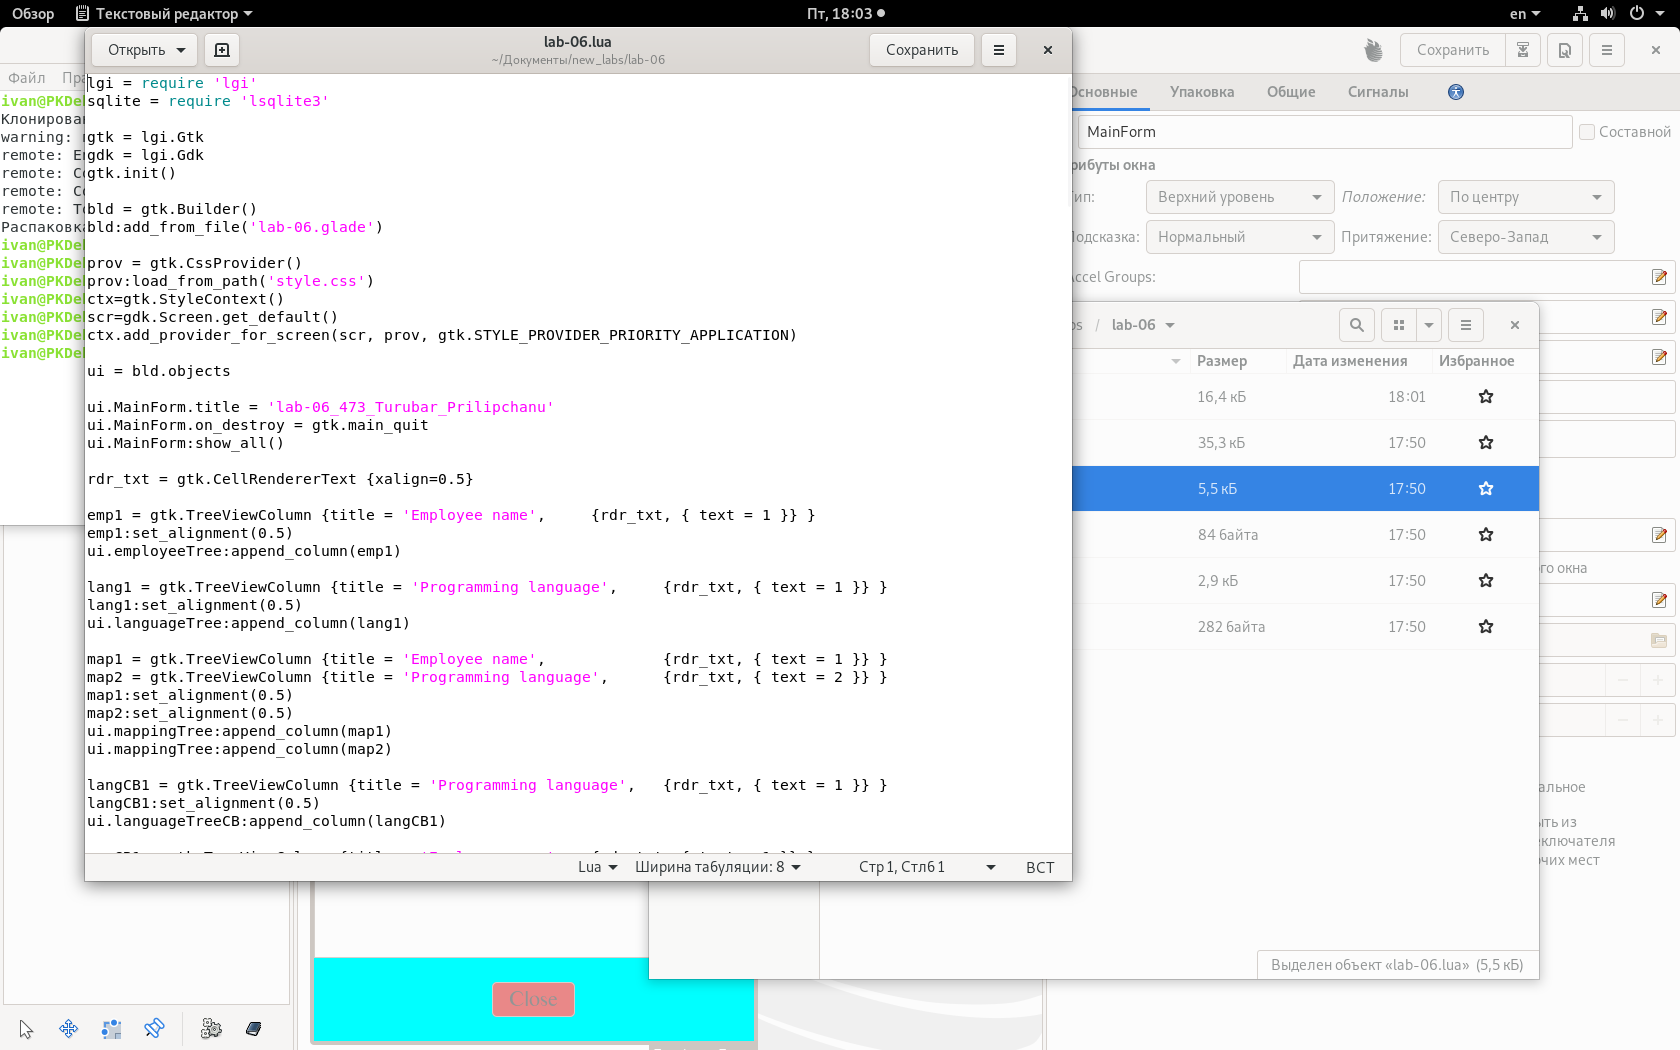 Обзор
Текстовый редактор
Пт, 18:03
en
Открыть
lab-06.lua
~/Документы/new_labs/lab-06
Сохранить
lgi = require 'lgi'
sqlite = require 'lsqlite3'
gtk = lgi.Gtk
gdk = lgi.Gdk
gtk.init()
bld = gtk.Builder()
bld:add_from_file('lab-06.glade')
prov = gtk.CssProvider()
prov:load_from_path('style.css')
ctx=gtk.StyleContext()
scr=gdk.Screen.get_default()
ctx.add_provider_for_screen(scr, prov, gtk.STYLE_PROVIDER_PRIORITY_APPLICATION)
ui = bld.objects
ui.MainForm.title = 'lab-06_473_Turubar_Prilipchanu'
ui.MainForm.on_destroy = gtk.main_quit
ui.MainForm:show_all()
rdr_txt = gtk.CellRendererText {xalign=0.5}
emp1 = gtk.TreeViewColumn {title = 'Employee name',     {rdr_txt, { text = 1 }} }
emp1:set_alignment(0.5)
ui.employeeTree:append_column(emp1)
lang1 = gtk.TreeViewColumn {title = 'Programming language',     {rdr_txt, { text = 1 }} }
lang1:set_alignment(0.5)
ui.languageTree:append_column(lang1)
map1 = gtk.TreeViewColumn {title = 'Employee name',             {rdr_txt, { text = 1 }} }
map2 = gtk.TreeViewColumn {title = 'Programming language',      {rdr_txt, { text = 2 }} }
map1:set_alignment(0.5)
map2:set_alignment(0.5)
ui.mappingTree:append_column(map1)
ui.mappingTree:append_column(map2)
langCB1 = gtk.TreeViewColumn {title = 'Programming language',   {rdr_txt, { text = 1 }} }
langCB1:set_alignment(0.5)
ui.languageTreeCB:append_column(langCB1)
Lua
Ширина табуляции: 8
Стр 1, Стлб 1
ВСТ
Файл
ivan@PKDe
Клонирова
warning:
remote: E
remote: C
remote: C
remote: T
Распаковк
ivan@PKDe
ivan@PKDe
ivan@PKDe
ivan@PKDe
ivan@PKDe
ivan@PKDe
ivan@PKDe
Сохранить
Основные
Упаковка
Общие
Сигналы
MainForm
Составной
рибуты окна
ип:
Верхний уровень
Положение:
По центру
Подсказка:
Нормальный
Притяжение:
Северо-Запад
Accel Groups:
lab-06
Размер
Дата изменения
Избранное
16,4 кБ 18:01
35,3 кБ 17:50
5,5 кБ 17:50
84 байта 17:50
2,9 кБ 17:50
282 байта 17:50
ого окна
альное
ыть из
еключателя
очих мест
Выделен объект «lab-06.lua» (5,5 кБ)
Close